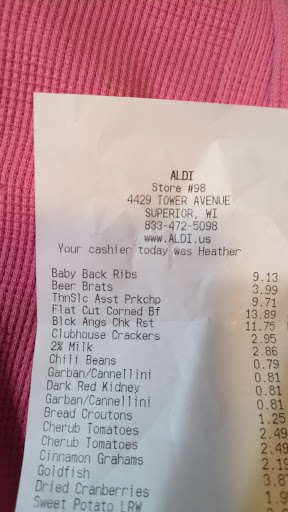 ALDI
Store #98
4429 TOWER AVENUE
SUPERIOR, WI
833-472-5098
www.ALDI.us
Your cashier today was Heather
Baby Back Ribs 9.13
Beer Brats 3.99
ThnSlc Asst Prkchp 9.71
Flat Cut Corned Bf 13.89
Blck Angs Chk Rst 11.75
Clubhouse Crackers 2.95
2% Milk 2.86
Chili Beans 0.79
Garban/Cannellini 0.81
Dark Red Kidney 0.81
Garban/Cannellini 0.81
Bread Croutons 1.25
Cherub Tomatoes 2.49
Cherub Tomatoes 2.49
Cinnamon Grahams 2.19
Goldfish 3.87
Dried Cranberries
Sweet Potato LRW